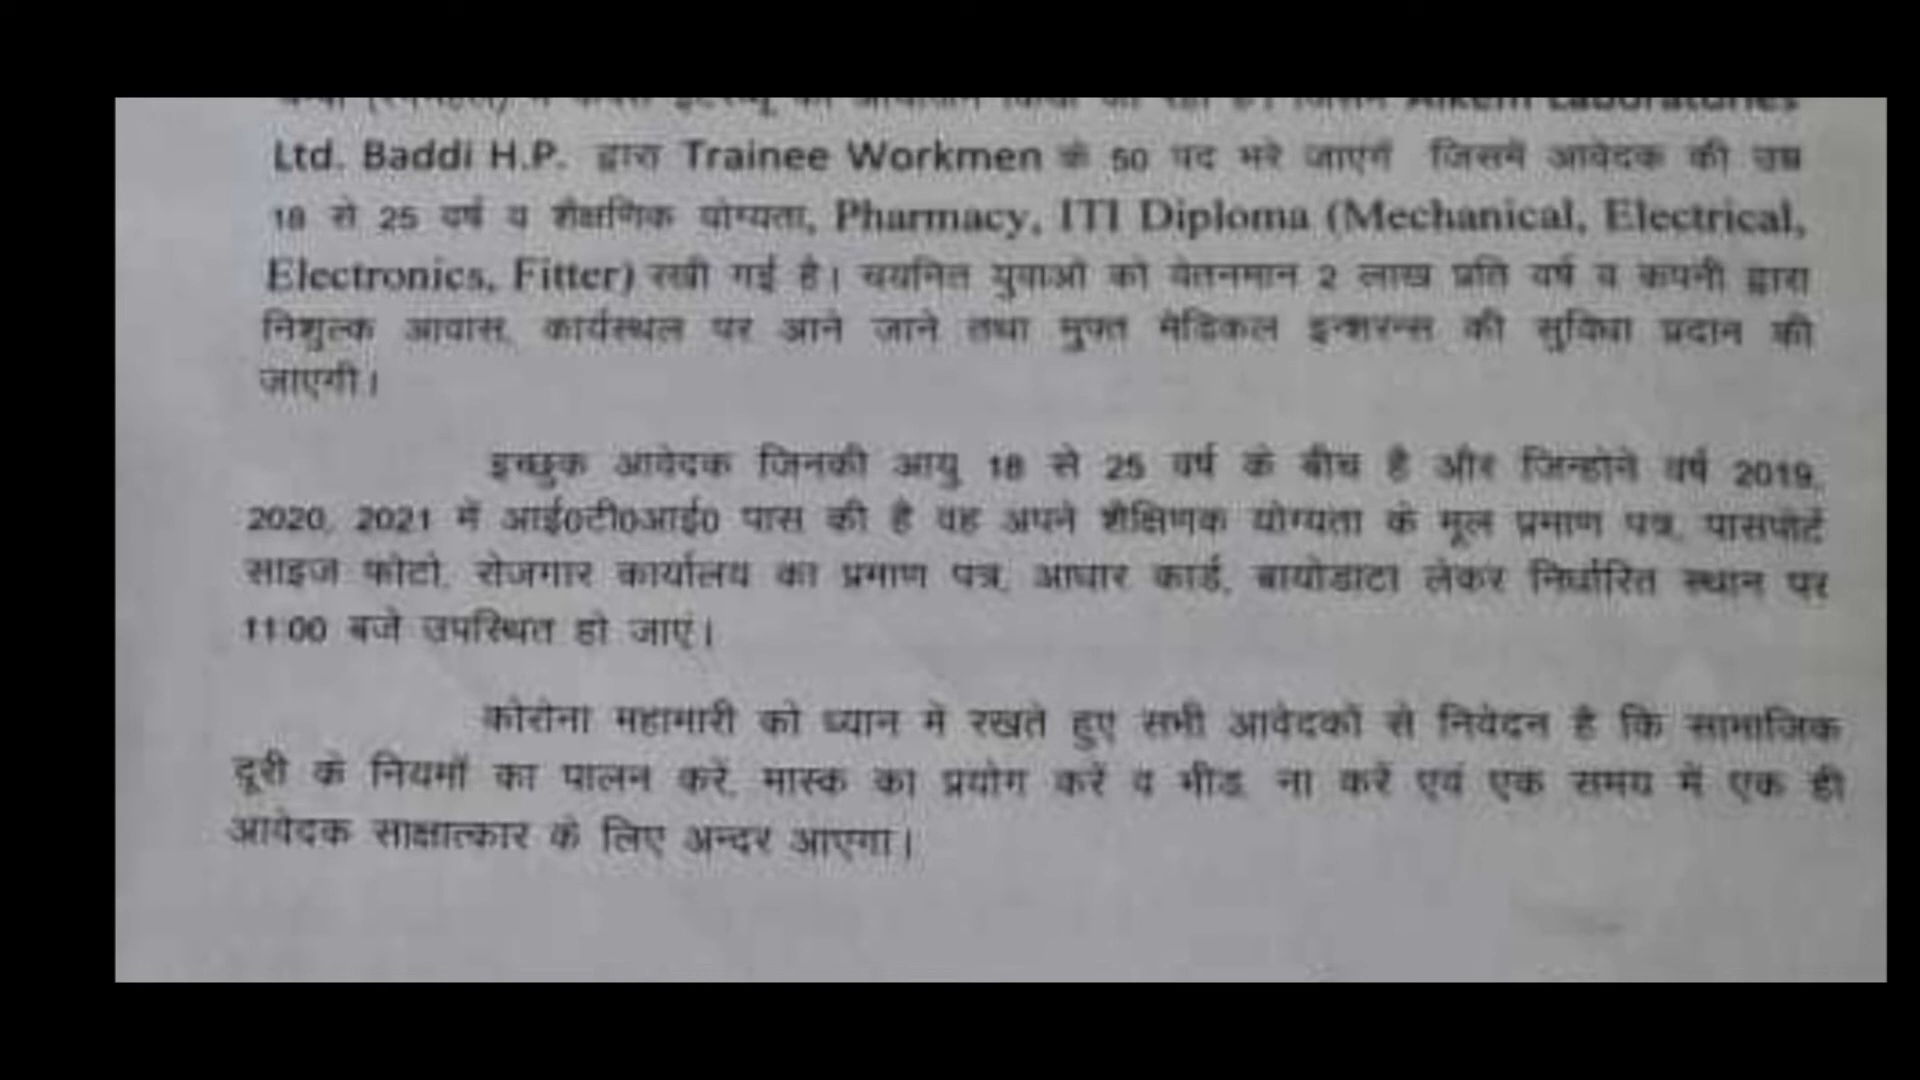 Alkem Laboratories
Ltd. Baddi H.P. द्वारा Trainee Workmen के 50 पद भरे जाएंगें जिसमें आवेदक की उम्र
18 से 25 वर्ष व शैक्षणिक योग्यता, Pharmacy, ITI Diploma (Mechanical, Electrical,
Electronics, Fitter) रखी गई है। चयनित युवाओं को वेतनमान 2 लाख प्रति वर्ष व कंपनी द्वारा
निशुल्क आवास, कार्यस्थल पर आने जाने तथा मुफ्त मेडिकल इन्शरन्स की सुविधा प्रदान की
जाएगी।
इच्छुक आवेदक जिनकी आयु 18 से 25 वर्ष के बीच है और जिन्होंने वर्ष 2019,
2020, 2021 में आई0टी0आई0 पास की है वह अपने शैक्षिणक योग्यता के मूल प्रमाण पत्र, पासपोर्ट
साइज फोटो, रोजगार कार्यालय का प्रमाण पत्र, आधार कार्ड, बायोडाटा लेकर निर्धारित स्थान पर
11:00 बजे उपस्थित हो जाएं।
कोरोना महामारी को ध्यान में रखते हुए सभी आवेदकों से निवेदन है कि सामाजिक
दूरी के नियमों का पालन करें, मास्क का प्रयोग करें व भीड़ ना करें एवं एक समय में एक ही
आवेदक साक्षात्कार के लिए अन्दर आएगा।